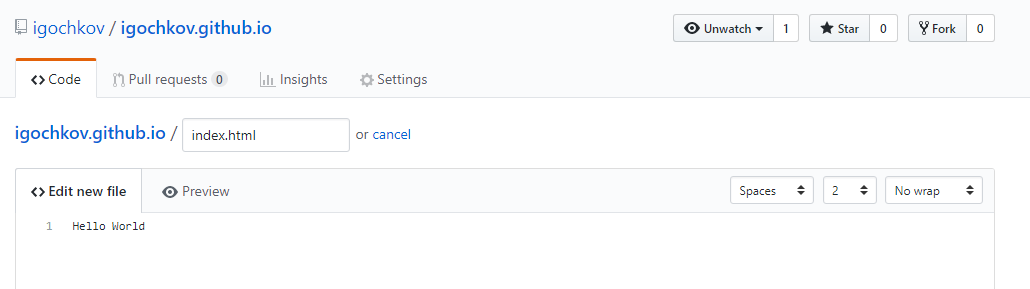 igochkov / igochkov.github.io Unwatch 1 Star 0 Fork 0
Code Pull requests 0 Insights Settings
igochkov.github.io / index.html or cancel
Edit new file Preview Spaces 2 No wrap
1 Hello World